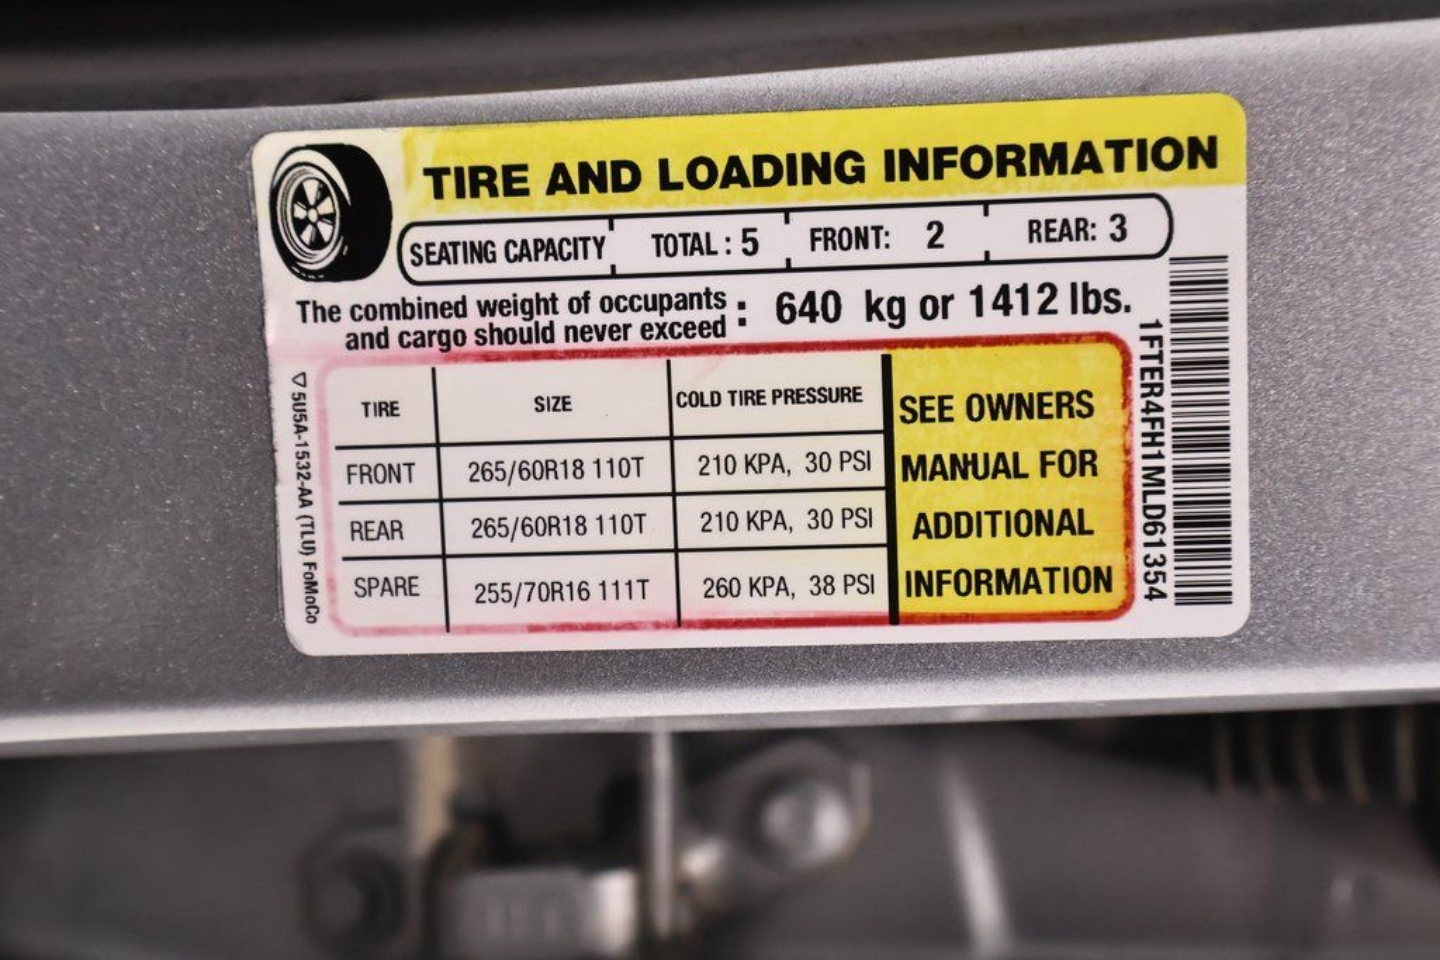 TIRE AND LOADING INFORMATION
SEATING CAPACITY TOTAL : 5 FRONT: 2 REAR: 3
The combined weight of occupants
and cargo should never exceed : 640 kg or 1412 lbs.
TIRE SIZE COLD TIRE PRESSURE
FRONT 265/60R18 110T 210 KPA, 30 PSI
REAR 265/60R18 110T 210 KPA, 30 PSI
SPARE 255/70R16 111T 260 KPA, 38 PSI
SEE OWNERS
MANUAL FOR
ADDITIONAL
INFORMATION
5U5A-1532-AA (TLU) FoMoCo
1FTER4FH1MLD61354